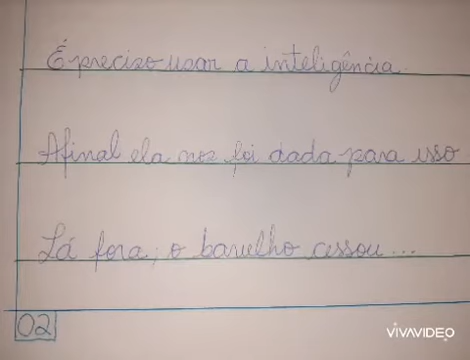 É preciso usar a inteligência.
Afinal ela nos foi dada para isso
Lá fora, o barulho cessou...
02
VIVAVIDEO